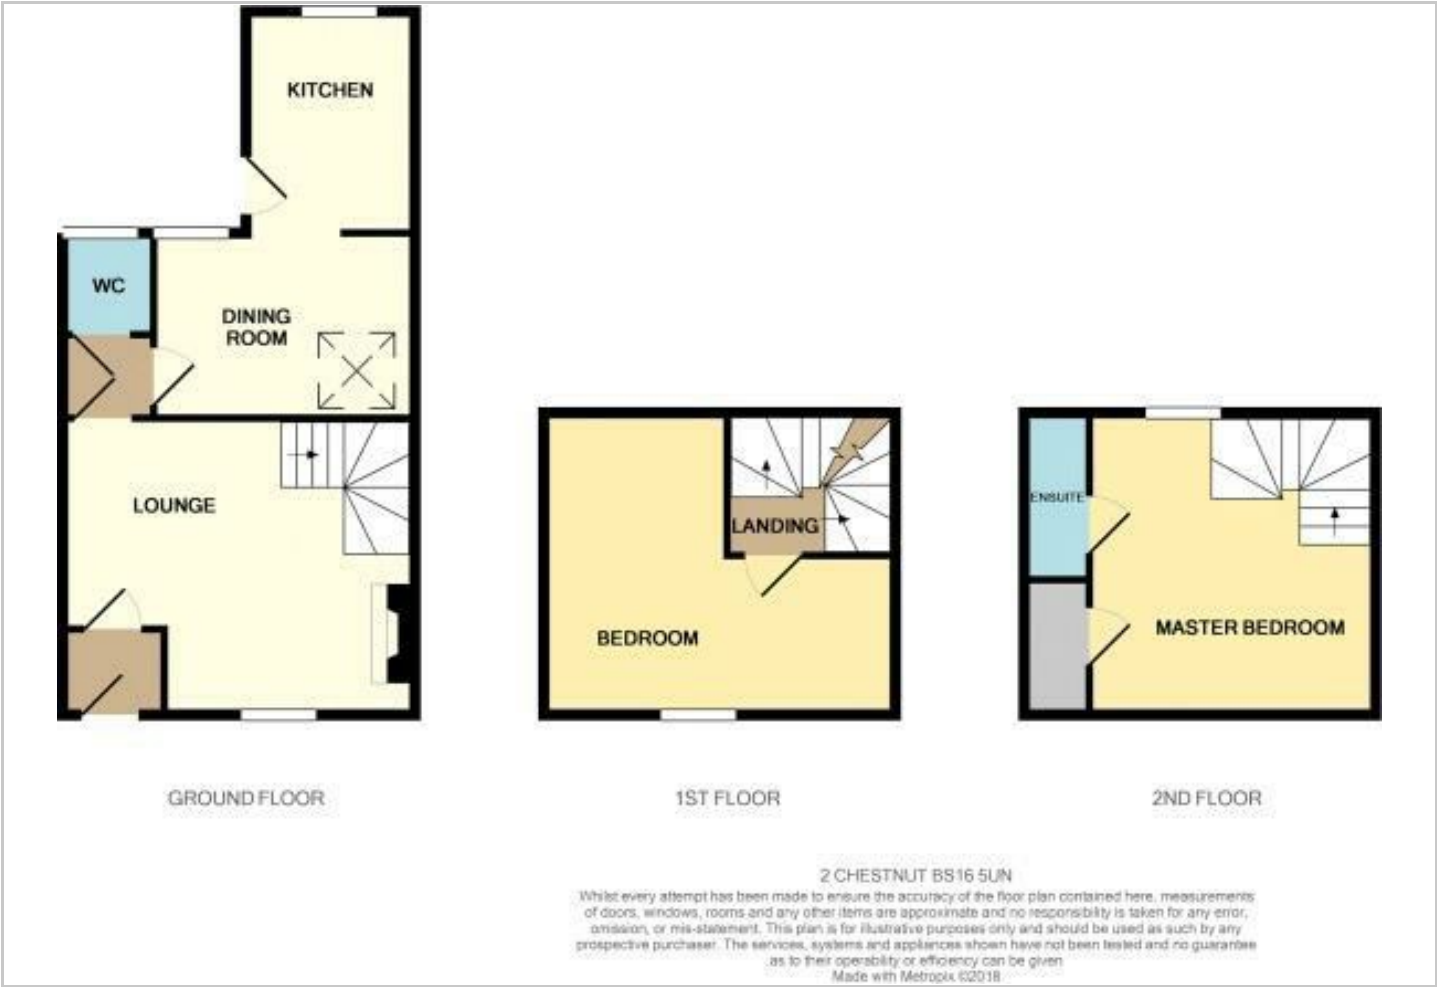 KITCHEN
WC
DINING
ROOM
LOUNGE
LANDING
BEDROOM
ENSUITE
MASTER BEDROOM
GROUND FLOOR
1ST FLOOR
2ND FLOOR
2 CHESTNUT BS16 5UN
Whilst every attempt has been made to ensure the accuracy of the floor plan contained here, measurements
of doors, windows, rooms and any other items are approximate and no responsibility is taken for any error,
omission, or mis-statement. This plan is for illustrative purposes only and should be used as such by any
prospective purchaser. The services, systems and appliances shown have not been tested and no guarantee
as to their operability or efficiency can be given
Made with Metropix ©2018